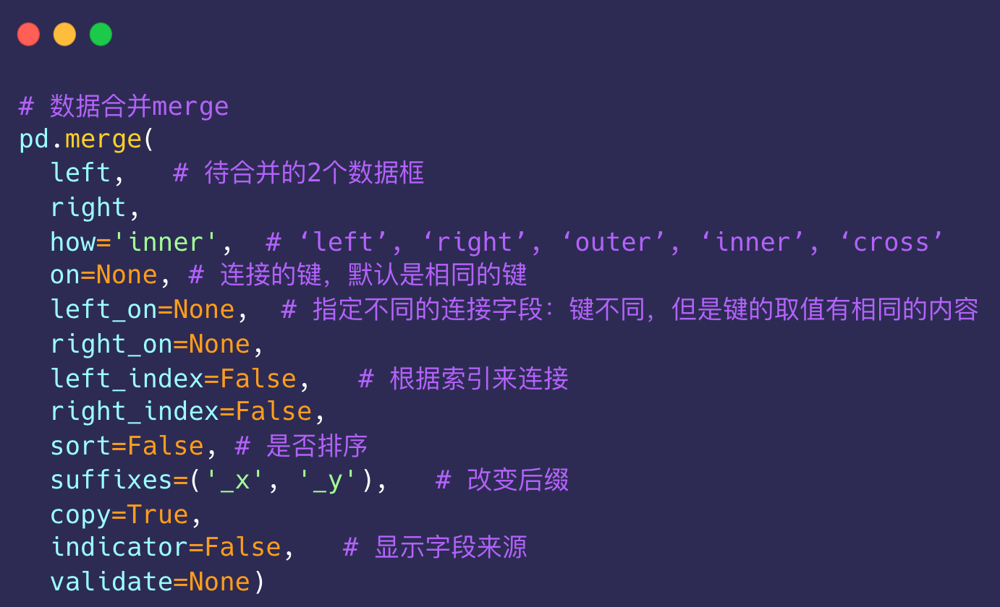 # 数据合并merge
pd.merge(
  left,   # 待合并的2个数据框
  right,
  how='inner',  # ‘left’, ‘right’, ‘outer’, ‘inner’, ‘cross’
  on=None, # 连接的键，默认是相同的键
  left_on=None,  # 指定不同的连接字段：键不同，但是键的取值有相同的内容
  right_on=None,
  left_index=False,   # 根据索引来连接
  right_index=False,
  sort=False, # 是否排序
  suffixes=('_x', '_y'),   # 改变后缀
  copy=True,
  indicator=False,   # 显示字段来源
  validate=None)